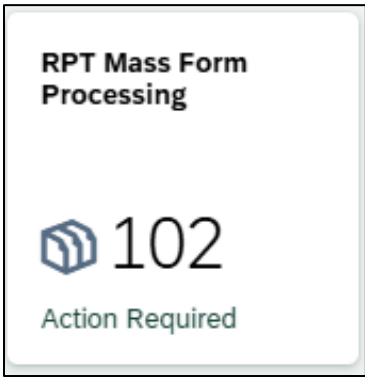 RPT Mass Form
Processing
102
Action Required